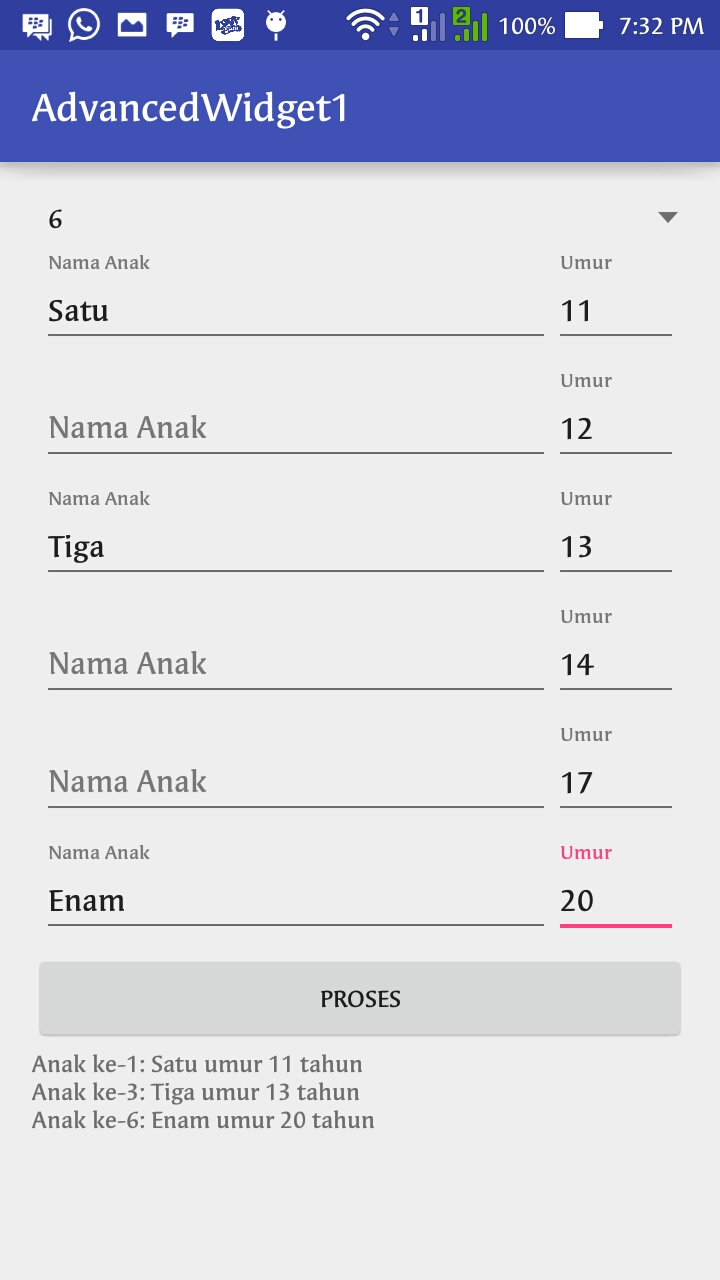 1 2 100% 7:32 PM
AdvancedWidget1
6
Nama Anak Umur
Satu 11
Umur
Nama Anak 12
Nama Anak Umur
Tiga 13
Umur
Nama Anak 14
Umur
Nama Anak 17
Nama Anak Umur
Enam 20
PROSES
Anak ke-1: Satu umur 11 tahun
Anak ke-3: Tiga umur 13 tahun
Anak ke-6: Enam umur 20 tahun